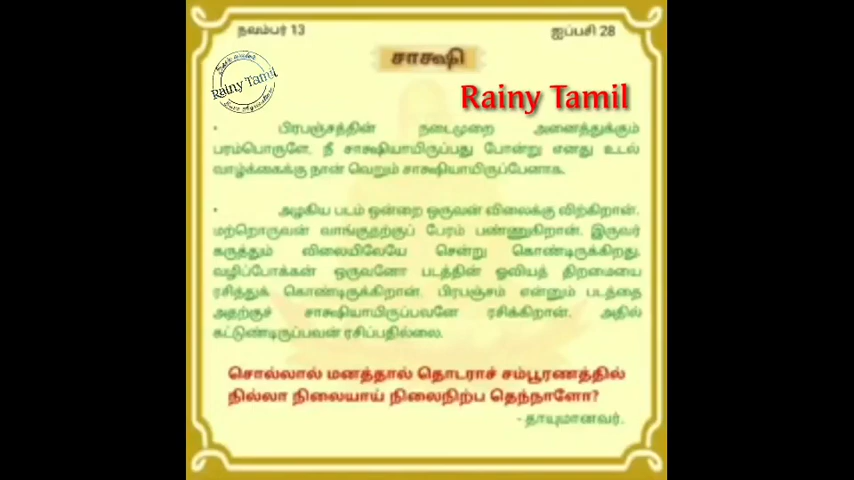 நவம்பர் 13
ஐப்பசி 28
சாக்ஷி
Rainy Tamil
Rainy Tamil
• பிரபஞ்சத்தின் நடைமுறை அனைத்துக்கும்
பரம்பொருளே, நீ சாக்ஷியாயிருப்பது போன்று எனது உடல்
வாழ்க்கைக்கு நான் வெறும் சாக்ஷியாயிருப்பேனாக.
• அழகிய படம் ஒன்றை ஒருவன் விலைக்கு விற்கிறான்.
மற்றொருவன் வாங்குதற்குப் பேரம் பண்ணுகிறான். இருவர்
கருத்தும் விலையிலேயே சென்று கொண்டிருக்கிறது.
வழிப்போக்கன் ஒருவனோ படத்தின் ஓவியத் திறமையை
ரசித்துக் கொண்டிருக்கிறான். பிரபஞ்சம் என்னும் படத்தை
அதற்குச் சாக்ஷியாயிருப்பவனே ரசிக்கிறான். அதில்
கட்டுண்டிருப்பவன் ரசிப்பதில்லை.
சொல்லால் மனத்தால் தொடராச் சம்பூரணத்தில்
நில்லா நிலையாய் நிலைநிற்ப தெந்நாளோ?
- தாயுமானவர்.